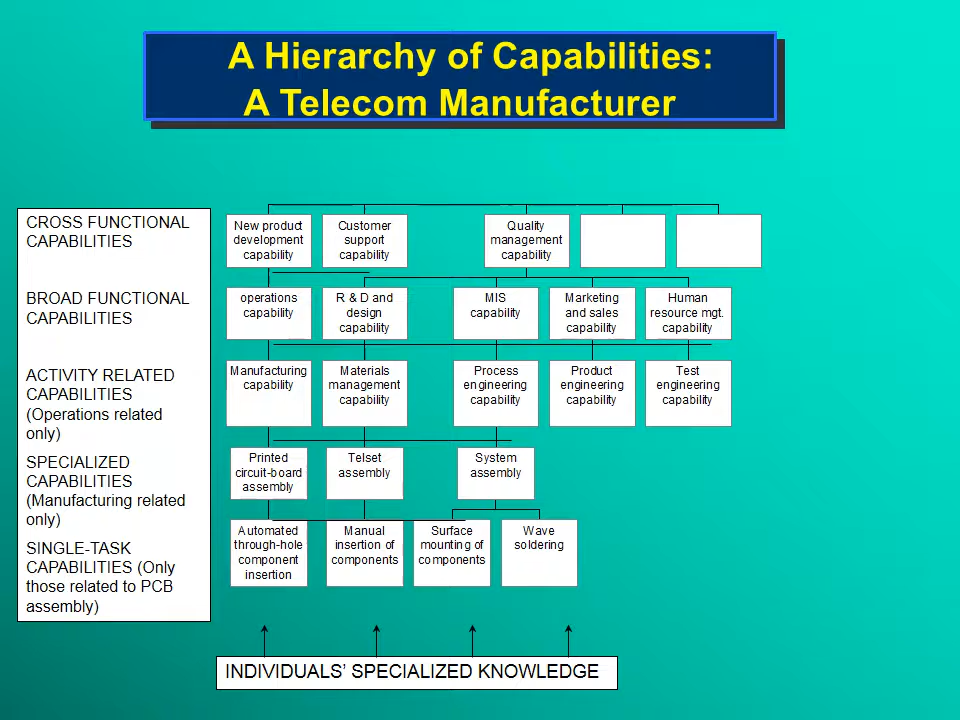 A Hierarchy of Capabilities:
A Telecom Manufacturer
CROSS FUNCTIONAL
CAPABILITIES
New product
development
capability
Customer
support
capability
Quality
management
capability
BROAD FUNCTIONAL
CAPABILITIES
operations
capability
R & D and
design
capability
MIS
capability
Marketing
and sales
capability
Human
resource mgt.
capability
ACTIVITY RELATED
CAPABILITIES
(Operations related
only)
Manufacturing
capability
Materials
management
capability
Process
engineering
capability
Product
engineering
capability
Test
engineering
capability
SPECIALIZED
CAPABILITIES
(Manufacturing related
only)
Printed
circuit-board
assembly
Telset
assembly
System
assembly
SINGLE-TASK
CAPABILITIES (Only
those related to PCB
assembly)
Automated
through-hole
component
insertion
Manual
insertion of
components
Surface
mounting of
components
Wave
soldering
INDIVIDUALS’ SPECIALIZED KNOWLEDGE